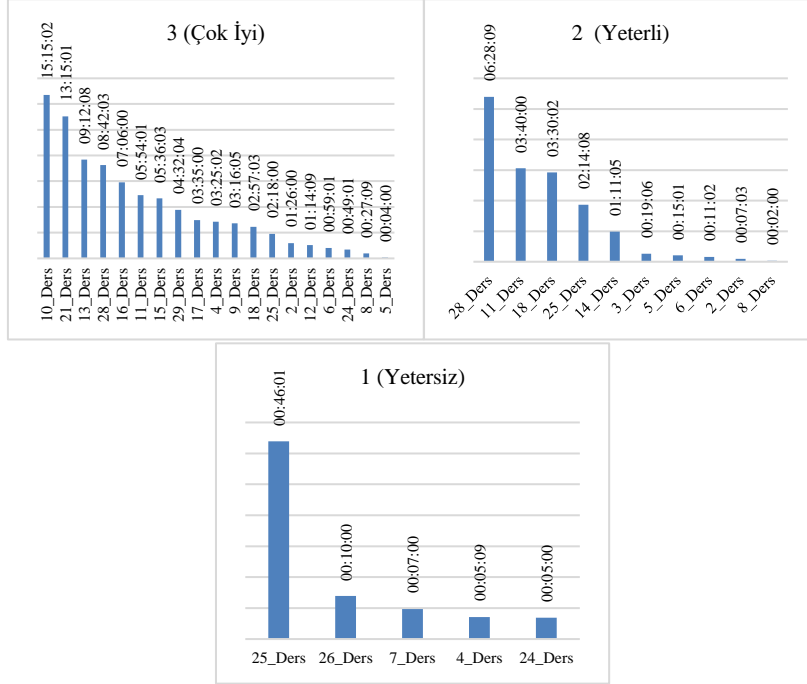 3 (Çok İyi)
15:15:02
13:15:01
09:12:08
08:42:03
07:06:00
05:54:01
05:36:03
04:32:04
03:35:00
03:25:02
03:16:05
02:57:03
02:18:00
01:26:00
01:14:09
00:59:01
00:49:01
00:27:09
00:04:00
10_Ders
21_Ders
13_Ders
28_Ders
16_Ders
11_Ders
15_Ders
29_Ders
17_Ders
4_Ders
9_Ders
18_Ders
25_Ders
2_Ders
12_Ders
6_Ders
24_Ders
8_Ders
5_Ders
2 (Yeterli)
06:28:09
03:40:00
03:30:02
02:14:08
01:11:05
00:19:06
00:15:01
00:11:02
00:07:03
00:02:00
28_Ders
11_Ders
18_Ders
25_Ders
14_Ders
3_Ders
5_Ders
6_Ders
2_Ders
8_Ders
1 (Yetersiz)
00:46:01
00:10:00
00:07:00
00:05:09
00:05:00
25_Ders
26_Ders
7_Ders
4_Ders
24_Ders